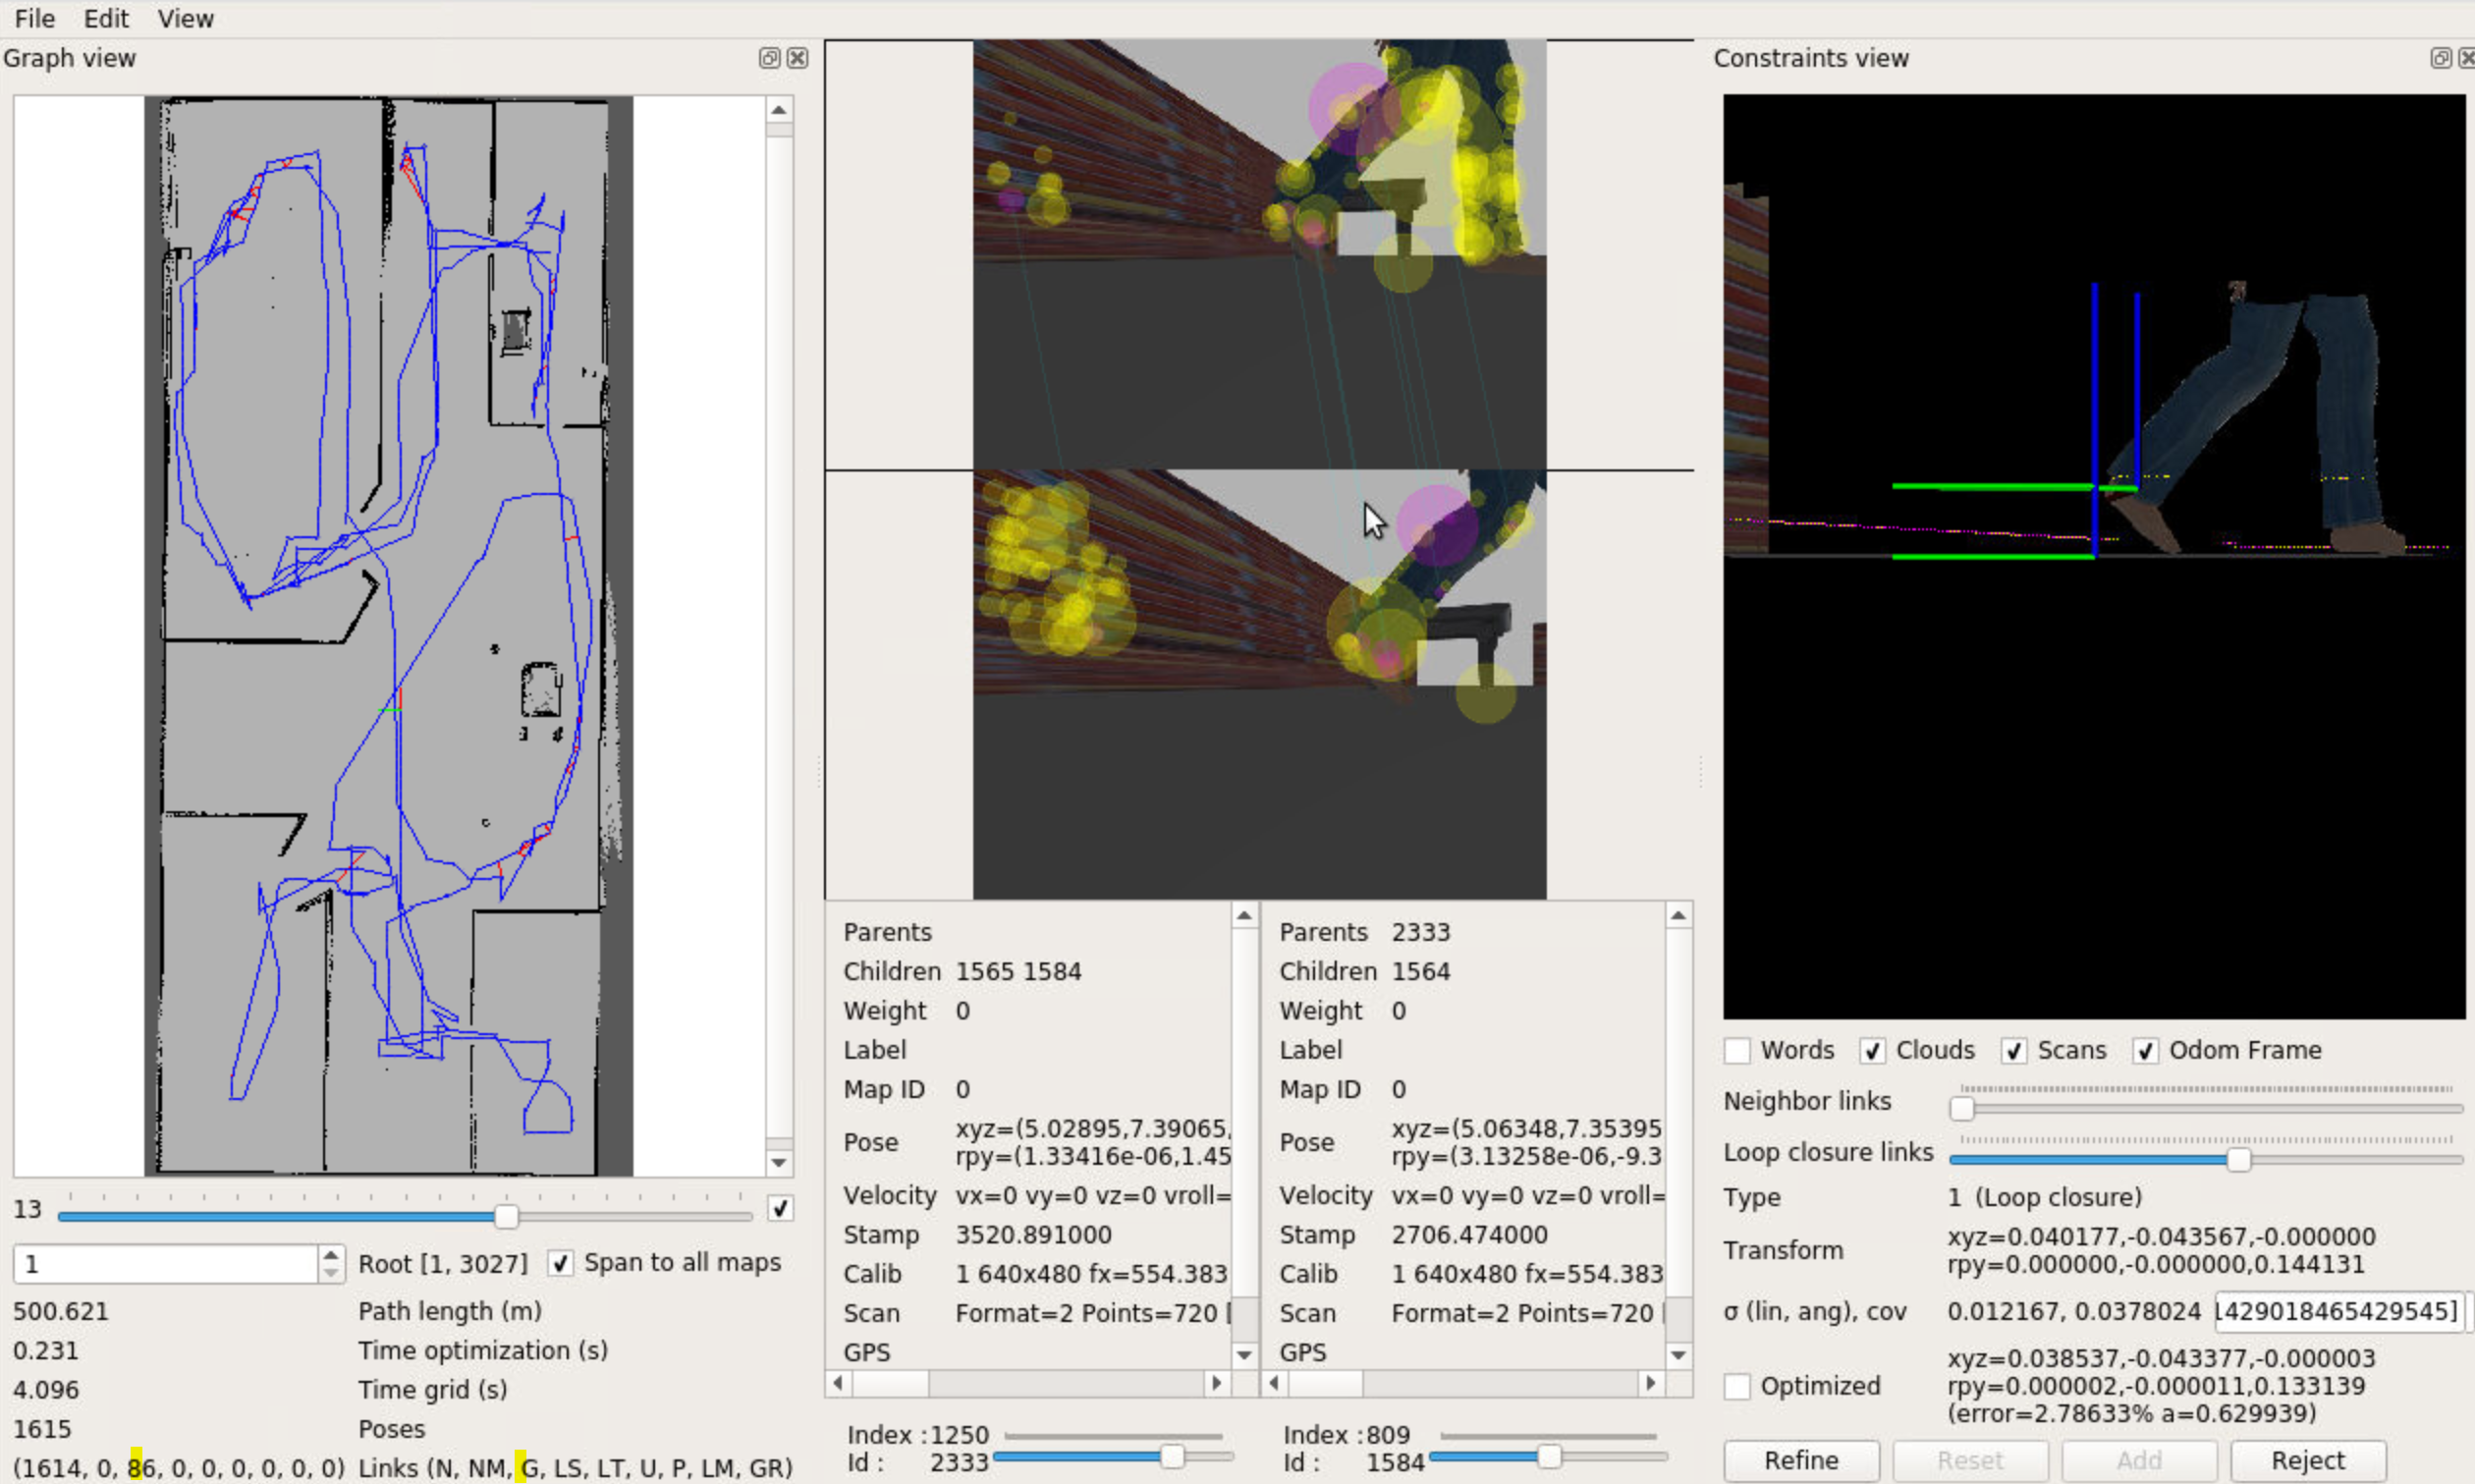 File Edit View
Graph view
13
1 Root [1, 3027] Span to all maps
500.621 Path length (m)
0.231 Time optimization (s)
4.096 Time grid (s)
1615 Poses
(1614, 0, 86, 0, 0, 0, 0, 0, 0) Links (N, NM, G, LS, LT, U, P, LM, GR)
Parents
Children 1565 1584
Weight 0
Label
Map ID 0
Pose xyz=(5.02895,7.39065,
rpy=(1.33416e-06,1.45
Velocity vx=0 vy=0 vz=0 vroll=
Stamp 3520.891000
Calib 1 640x480 fx=554.383
Scan Format=2 Points=720 [
GPS
Index :1250
Id : 2333
Parents 2333
Children 1564
Weight 0
Label
Map ID 0
Pose xyz=(5.06348,7.35395
rpy=(3.13258e-06,-9.3
Velocity vx=0 vy=0 vz=0 vroll=
Stamp 2706.474000
Calib 1 640x480 fx=554.383
Scan Format=2 Points=720
GPS
Index :809
Id : 1584
Constraints view
Words Clouds Scans Odom Frame
Neighbor links
Loop closure links
Type 1 (Loop closure)
Transform xyz=0.040177,-0.043567,-0.000000
rpy=0.000000,-0.000000,0.144131
σ (lin, ang), cov 0.012167, 0.0378024 1429018465429545]
Optimized xyz=0.038537,-0.043377,-0.000003
rpy=0.000002,-0.000011,0.133139
(error=2.78633% a=0.629939)
Refine Reset Add Reject